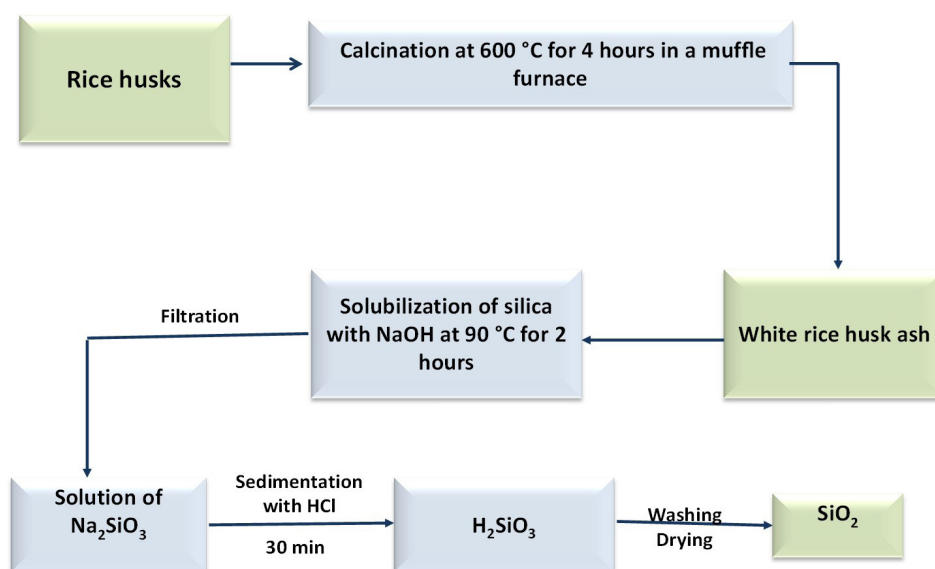 Rice husks
Calcination at 600 °C for 4 hours in a muffle
furnace
White rice husk ash
Solubilization of silica
with NaOH at 90 °C for 2
hours
Filtration
Solution of
Na₂SiO₃
Sedimentation
with HCl
30 min
H₂SiO₃
Washing
Drying
SiO₂